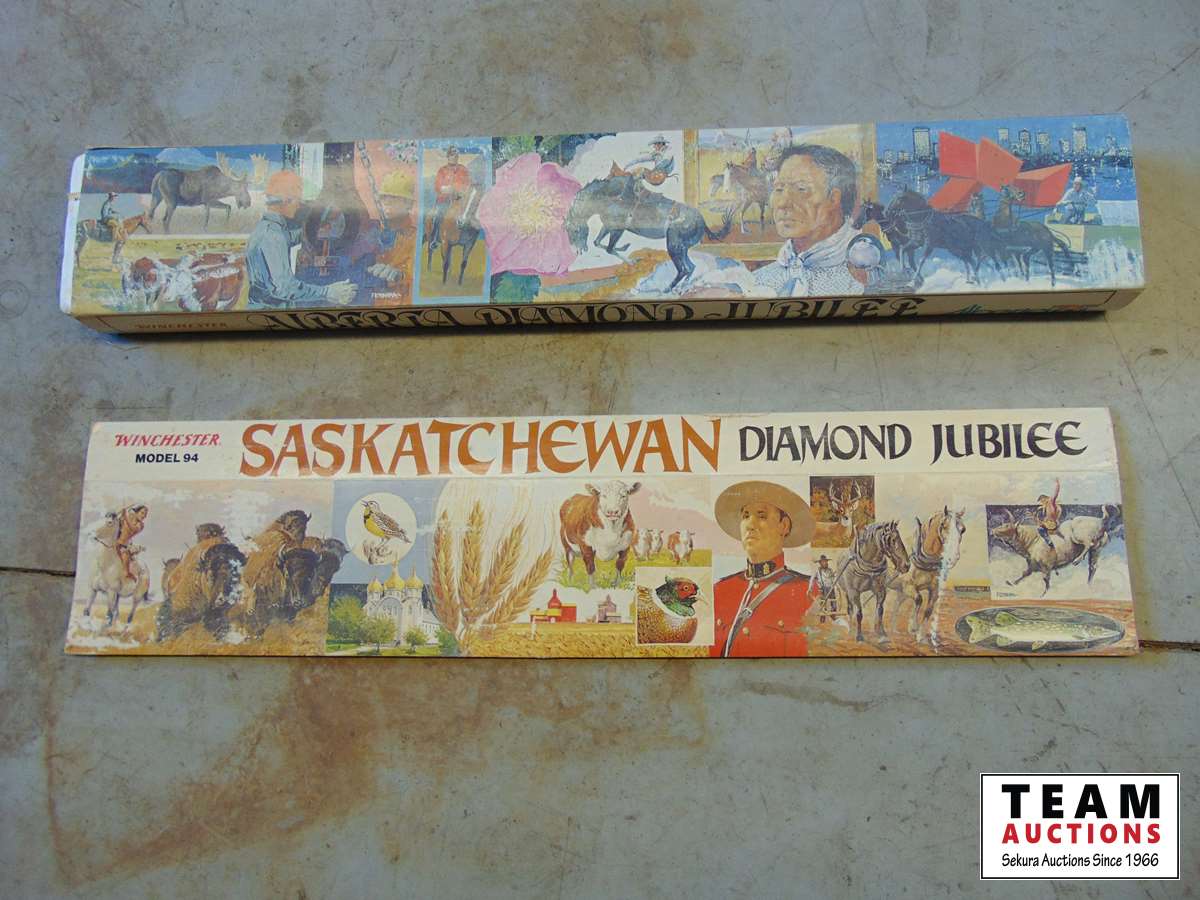 WINCHESTER
ALBERTA DIAMOND JUBILEE
WINCHESTER
MODEL 94
SASKATCHEWAN DIAMOND JUBILEE
TEAM
AUCTIONS
Sekura Auctions Since 1966